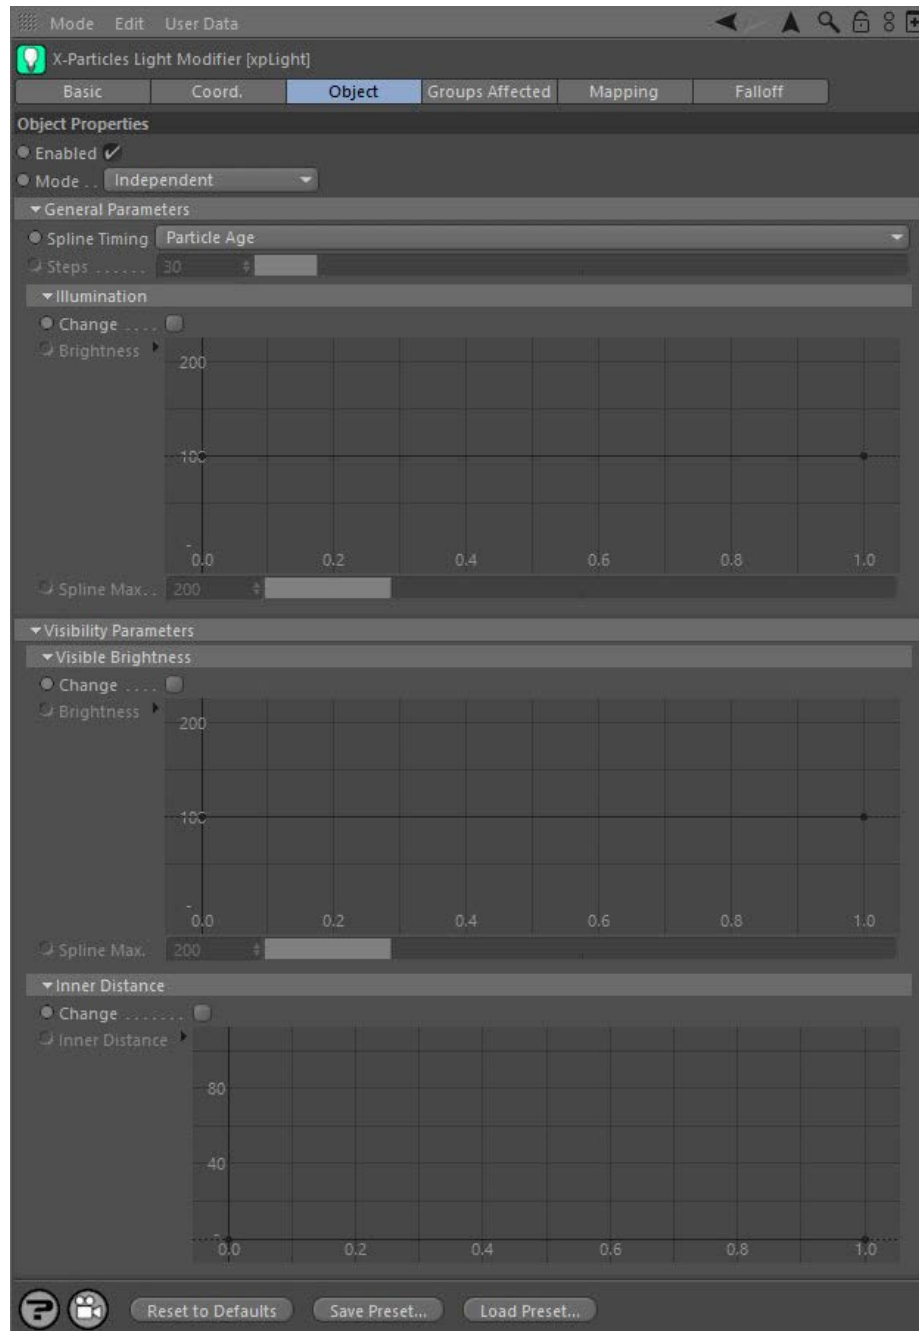 Mode Edit User Data
X-Particles Light Modifier [xpLight]
Basic Coord. Object Groups Affected Mapping Falloff
Object Properties
Enabled
Mode . . Independent
General Parameters
Spline Timing Particle Age
Steps . . . . . . 30
Illumination
Change . . . .
Brightness
200
100
-
0.0 0.2 0.4 0.6 0.8 1.0
Spline Max. . 200
Visibility Parameters
Visible Brightness
Change . . . .
Brightness
200
100
-
0.0 0.2 0.4 0.6 0.8 1.0
Spline Max. 200
Inner Distance
Change . . . . . . .
Inner Distance
80
40
-
0.0 0.2 0.4 0.6 0.8 1.0
? Reset to Defaults Save Preset... Load Preset...